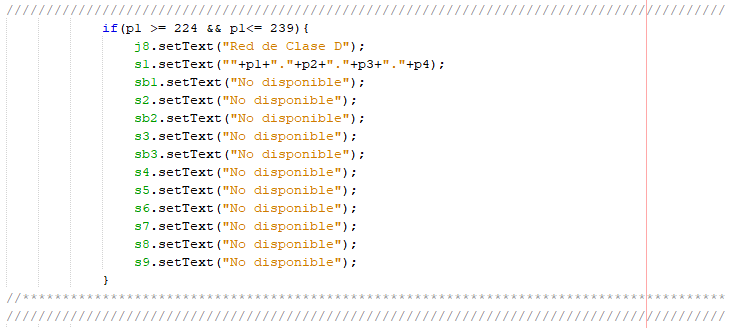 //////////////////////////////////////////////////////////////////////////////////////////
if(p1 >= 224 && p1<= 239){
j8.setText("Red de Clase D");
s1.setText(""+p1+"."+p2+"."+p3+"."+p4);
sb1.setText("No disponible");
s2.setText("No disponible");
sb2.setText("No disponible");
s3.setText("No disponible");
sb3.setText("No disponible");
s4.setText("No disponible");
s5.setText("No disponible");
s6.setText("No disponible");
s7.setText("No disponible");
s8.setText("No disponible");
s9.setText("No disponible");
}
//****************************************************************************************
//////////////////////////////////////////////////////////////////////////////////////////